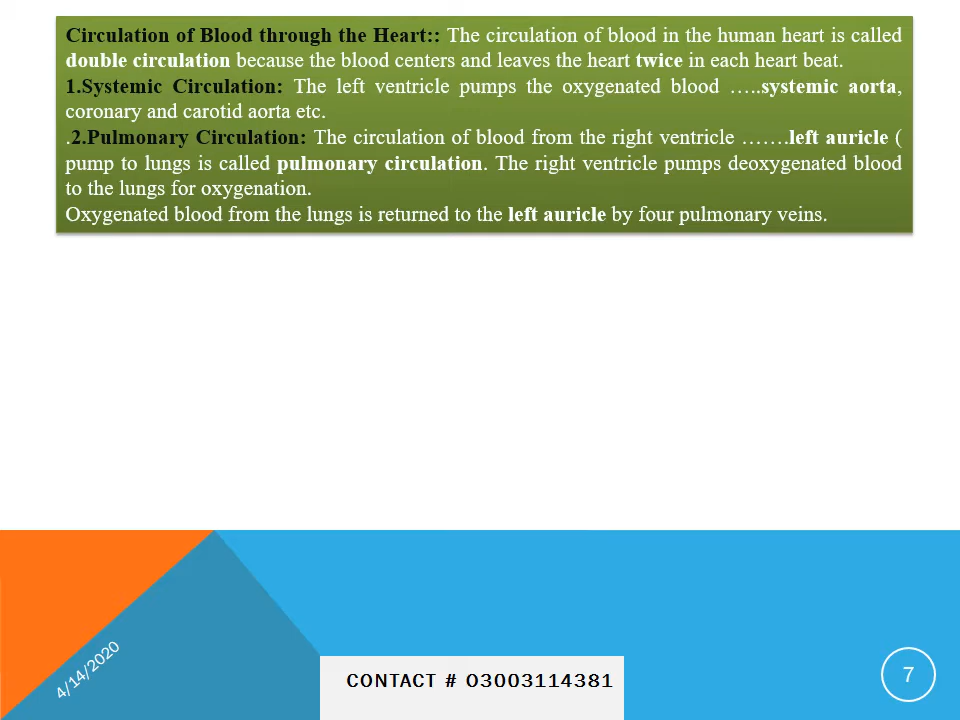 Circulation of Blood through the Heart:: The circulation of blood in the human heart is called
double circulation because the blood centers and leaves the heart twice in each heart beat.
1.Systemic Circulation: The left ventricle pumps the oxygenated blood …..systemic aorta,
coronary and carotid aorta etc.
.2.Pulmonary Circulation: The circulation of blood from the right ventricle …….left auricle (
pump to lungs is called pulmonary circulation. The right ventricle pumps deoxygenated blood
to the lungs for oxygenation.
Oxygenated blood from the lungs is returned to the left auricle by four pulmonary veins.
4/14/2020
CONTACT # 03003114381
7